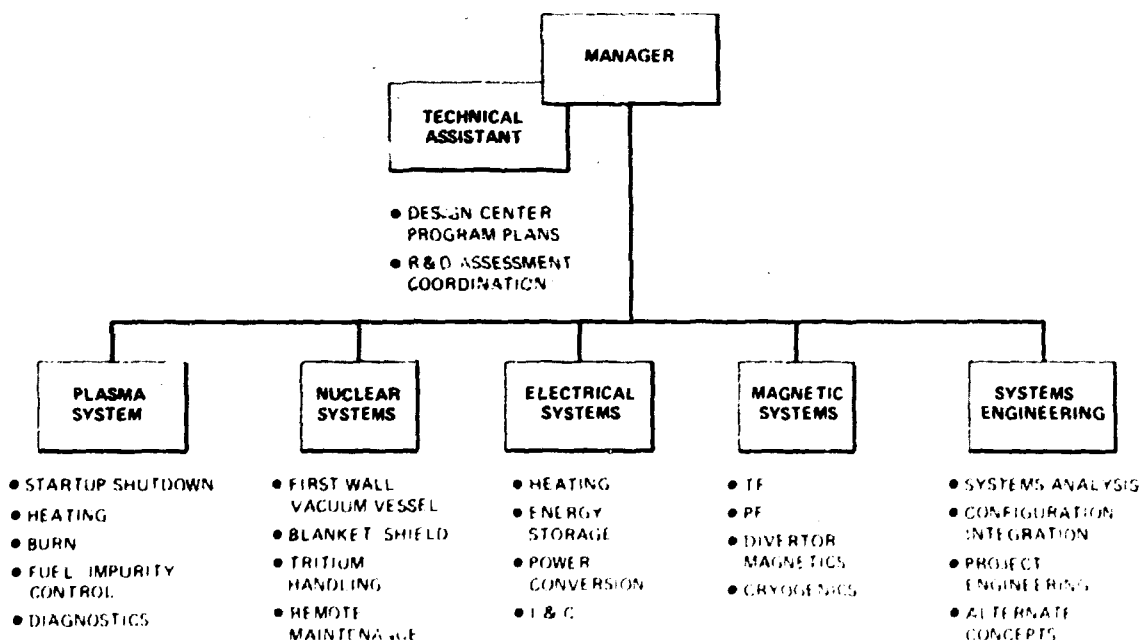 MANAGER
TECHNICAL
ASSISTANT
• DESIGN CENTER
PROGRAM PLANS
• R & D ASSESSMENT
COORDINATION
PLASMA
SYSTEM
• STARTUP SHUTDOWN
• HEATING
• BURN
• FUEL IMPURITY
CONTROL
• DIAGNOSTICS
NUCLEAR
SYSTEMS
• FIRST WALL
VACUUM VESSEL
• BLANKET SHIELD
• TRITIUM
HANDLING
• REMOTE
MAINTENANCE
ELECTRICAL
SYSTEMS
• HEATING
• ENERGY
STORAGE
• POWER
CONVERSION
• I & C
MAGNETIC
SYSTEMS
• TF
• PF
• DIVERTOR
MAGNETICS
• CRYOGENICS
SYSTEMS
ENGINEERING
• SYSTEMS ANALYSIS
• CONFIGURATION
INTEGRATION
• PROJECT
ENGINEERING
• ALTERNATE
CONCEPTS